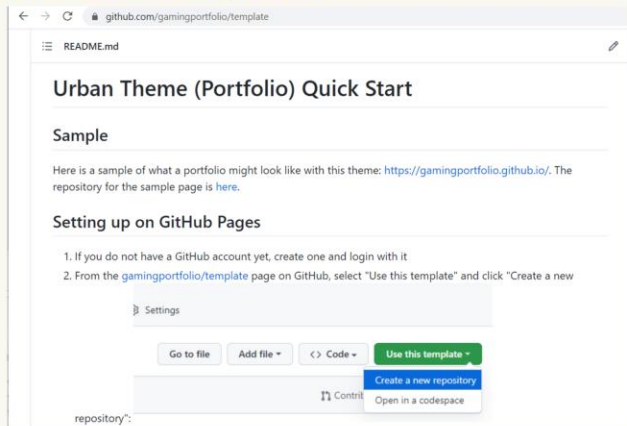 github.com/gamingportfolio/template
README.md
Urban Theme (Portfolio) Quick Start
Sample
Here is a sample of what a portfolio might look like with this theme: https://gamingportfolio.github.io/. The
repository for the sample page is here.
Setting up on GitHub Pages
1. If you do not have a GitHub account yet, create one and login with it
2. From the gamingportfolio/template page on GitHub, select "Use this template" and click "Create a new
Settings
Go to file Add file <> Code Use this template
Create a new repository
Contrib
Open in a codespace
repository":